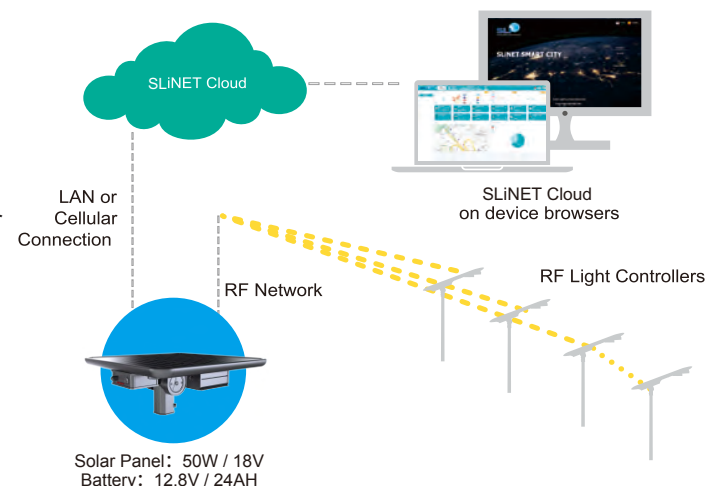 SLiNET Cloud
SLiNET SMART CITY
SLiNET Cloud
on device browsers
LAN or
Cellular
Connection
RF Network
RF Light Controllers
Solar Panel：50W / 18V
Battery：12.8V / 24AH